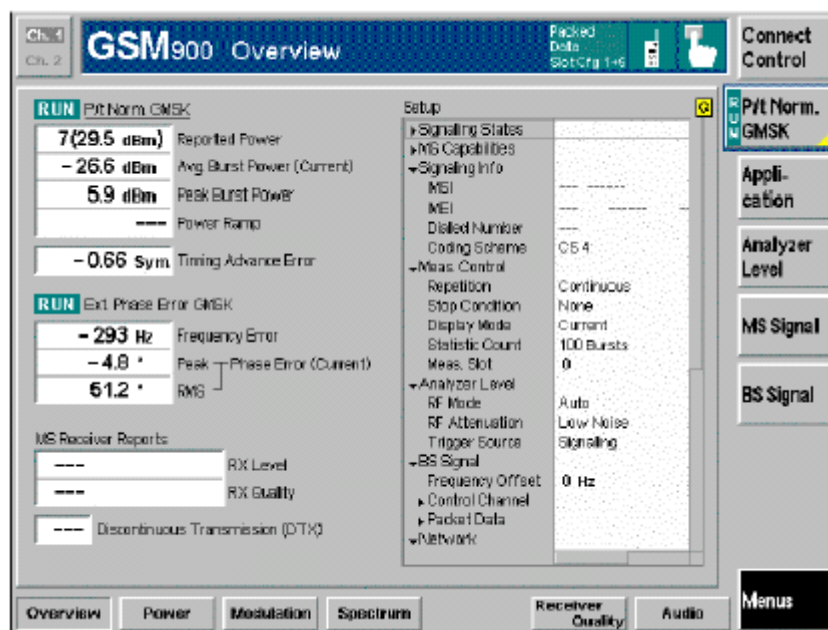 Ch. 1
Ch. 2
GSM900 Overview
Packed
Data
Slot Cfg 1+6
Connect
Control
RUN P/t Norm. GMSK
7(29.5 dBm) Reported Power
- 26.6 dBm Avg. Burst Power (Current)
5.9 dBm Peak Burst Power
--- Power Ramp
- 0.66 Sym Timing Advance Error
RUN Ext. Phase Error GMSK
- 293 Hz Frequency Error
- 4.8 ° Peak Phase Error (Current)
51.2 ° RMS
MS Receiver Reports
--- RX Level
--- RX Quality
--- Discontinuous Transmission (DTX)
Setup
G
Signaling States
MS Capabilities
Signaling Info
IMSI --- ------
IMEI --- ------ ---
Dialled Number ---
Coding Scheme CS 4
Meas. Control
Repetition Continuous
Stop Condition None
Display Mode Current
Statistic Count 100 Bursts
Meas. Slot 0
Analyzer Level
RF Mode Auto
RF Attenuation Low Noise
Trigger Source Signaling
BS Signal
Frequency Offset 0 Hz
Control Channel
Packet Data
Network
RUN
P/t Norm.
GMSK
Appli-
cation
Analyzer
Level
MS Signal
BS Signal
Menus
Overview
Power
Modulation
Spectrum
Receiver
Quality
Audio